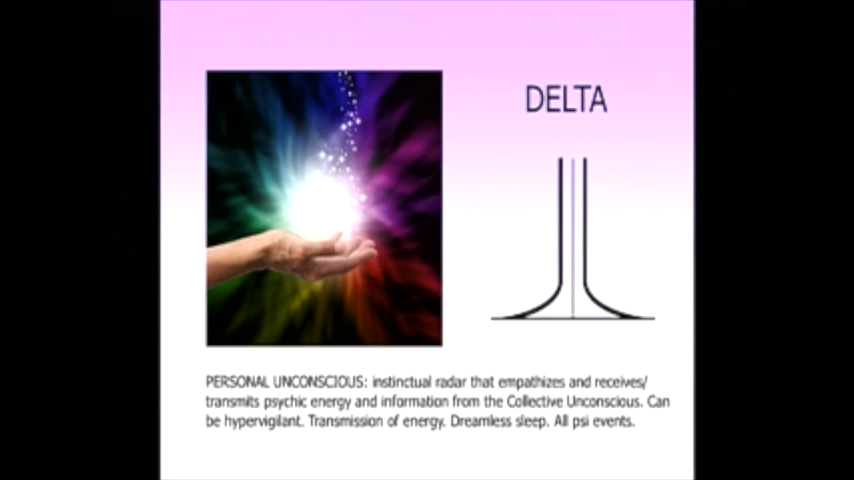 DELTA
PERSONAL UNCONSCIOUS: instinctual radar that empathizes and receives/
transmits psychic energy and information from the Collective Unconscious. Can
be hypervigilant. Transmission of energy. Dreamless sleep. All psi events.